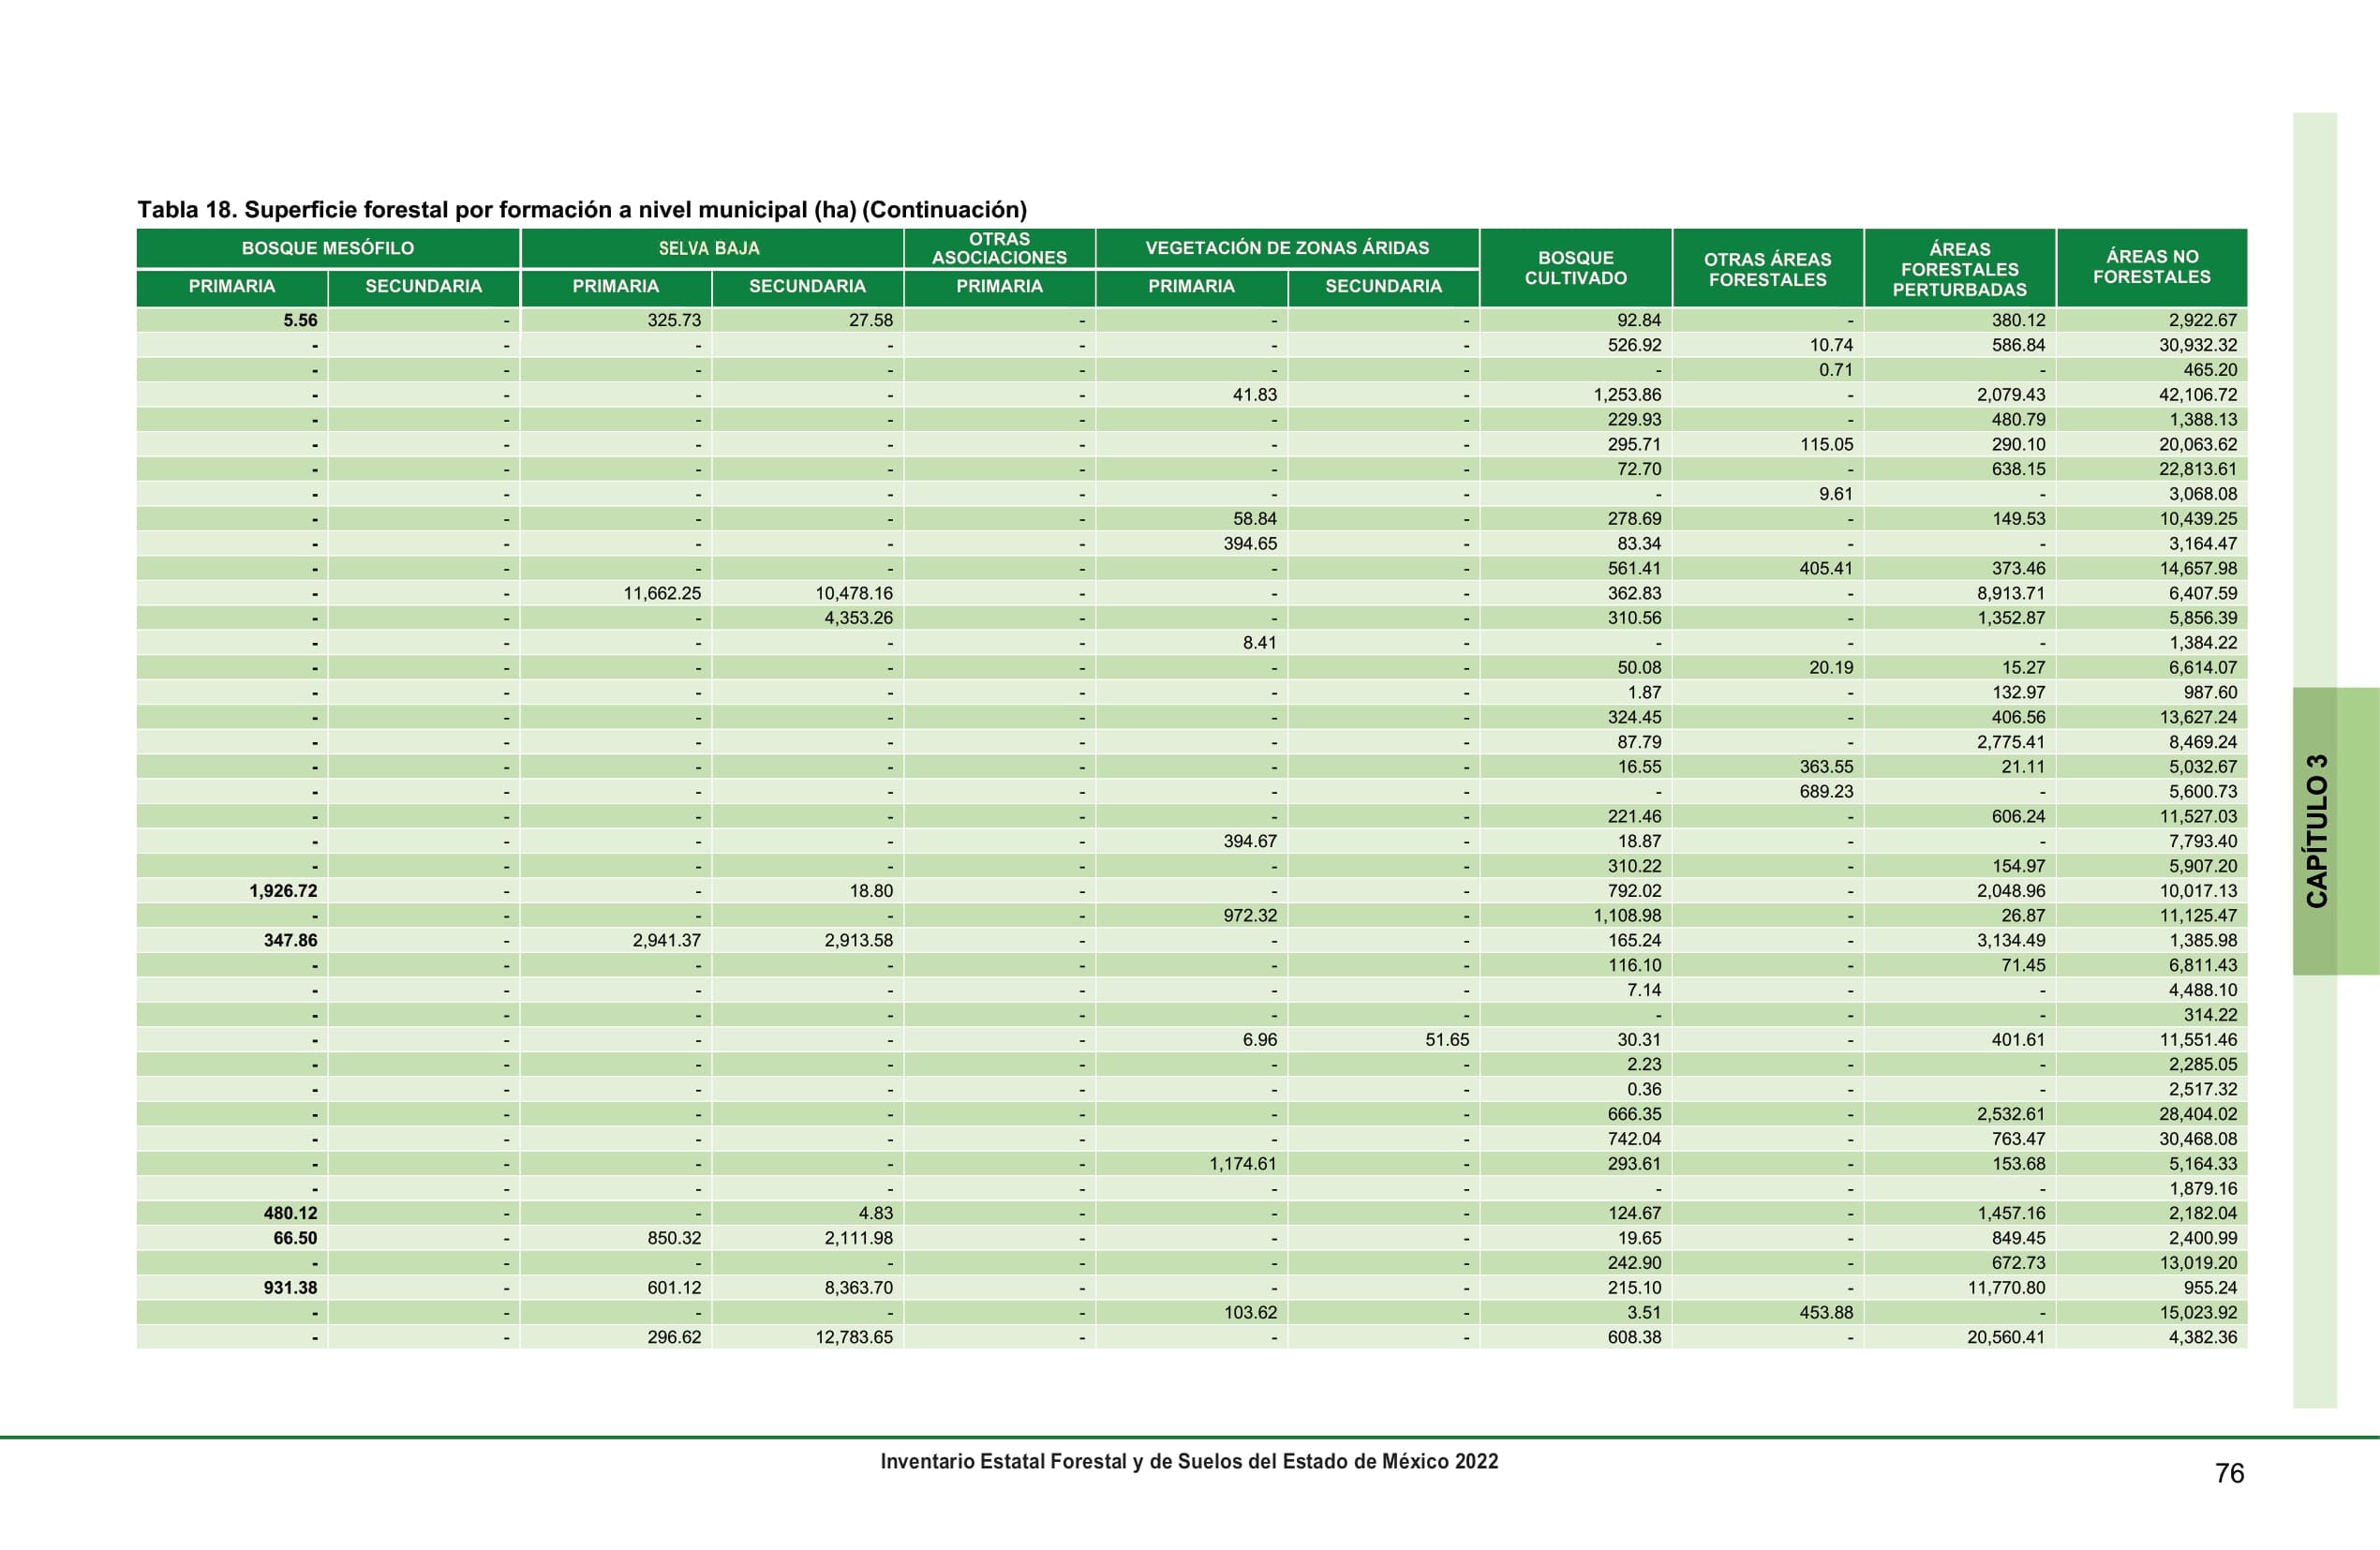 Tabla 18. Superficie forestal por formación a nivel municipal (ha) (Continuación)
BOSQUE MESÓFILO SELVA BAJA OTRAS ASOCIACIONES VEGETACIÓN DE ZONAS ÁRIDAS BOSQUE CULTIVADO OTRAS ÁREAS FORESTALES ÁREAS FORESTALES PERTURBADAS ÁREAS NO FORESTALES
PRIMARIA SECUNDARIA PRIMARIA SECUNDARIA PRIMARIA PRIMARIA SECUNDARIA
5.56 - 325.73 27.58 - - - 92.84 - 380.12 2,922.67
- - - - - - - 526.92 10.74 586.84 30,932.32
- - - - - - - - 0.71 - 465.20
- - - - - 41.83 - 1,253.86 - 2,079.43 42,106.72
- - - - - - - 229.93 - 480.79 1,388.13
- - - - - - - 295.71 115.05 290.10 20,063.62
- - - - - - - 72.70 - 638.15 22,813.61
- - - - - - - - 9.61 - 3,068.08
- - - - - 58.84 - 278.69 - 149.53 10,439.25
- - - - - 394.65 - 83.34 - - 3,164.47
- - - - - - - 561.41 405.41 373.46 14,657.98
- - 11,662.25 10,478.16 - - - 362.83 - 8,913.71 6,407.59
- - - 4,353.26 - - - 310.56 - 1,352.87 5,856.39
- - - - - 8.41 - - - - 1,384.22
- - - - - - - 50.08 20.19 15.27 6,614.07
- - - - - - - 1.87 - 132.97 987.60
- - - - - - - 324.45 - 406.56 13,627.24
- - - - - - - 87.79 - 2,775.41 8,469.24
- - - - - - - 16.55 363.55 21.11 5,032.67
- - - - - - - - 689.23 - 5,600.73
- - - - - - - 221.46 - 606.24 11,527.03
- - - - - 394.67 - 18.87 - - 7,793.40
- - - - - - - 310.22 - 154.97 5,907.20
1,926.72 - - 18.80 - - - 792.02 - 2,048.96 10,017.13
- - - - - 972.32 - 1,108.98 - 26.87 11,125.47
347.86 - 2,941.37 2,913.58 - - - 165.24 - 3,134.49 1,385.98
- - - - - - - 116.10 - 71.45 6,811.43
- - - - - - - 7.14 - - 4,488.10
- - - - - - - - - - 314.22
- - - - - 6.96 51.65 30.31 - 401.61 11,551.46
- - - - - - - 2.23 - - 2,285.05
- - - - - - - 0.36 - - 2,517.32
- - - - - - - 666.35 - 2,532.61 28,404.02
- - - - - - - 742.04 - 763.47 30,468.08
- - - - - 1,174.61 - 293.61 - 153.68 5,164.33
- - - - - - - - - - 1,879.16
480.12 - - 4.83 - - - 124.67 - 1,457.16 2,182.04
66.50 - 850.32 2,111.98 - - - 19.65 - 849.45 2,400.99
- - - - - - - 242.90 - 672.73 13,019.20
931.38 - 601.12 8,363.70 - - - 215.10 - 11,770.80 955.24
- - - - - 103.62 - 3.51 453.88 - 15,023.92
- - 296.62 12,783.65 - - - 608.38 - 20,560.41 4,382.36
CAPÍTULO 3
Inventario Estatal Forestal y de Suelos del Estado de México 2022
76